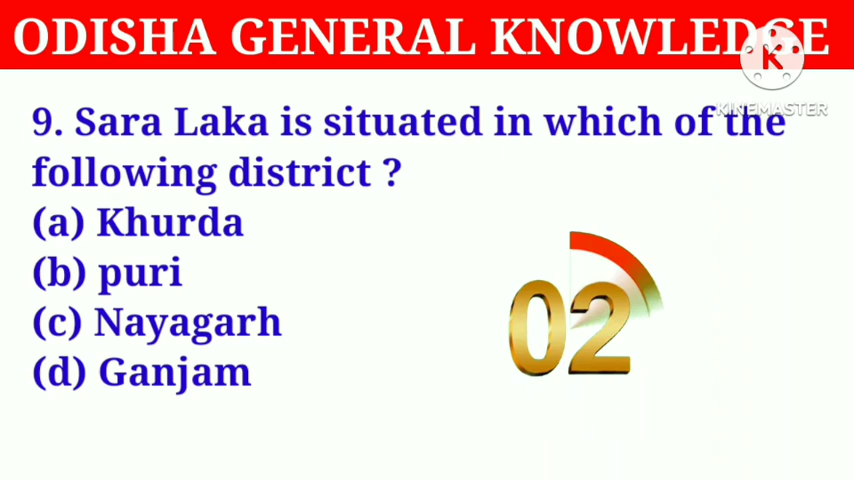 ODISHA GENERAL KNOWLEDGE
K
KINEMASTER
9. Sara Laka is situated in which of the
following district ?
(a) Khurda
(b) puri
(c) Nayagarh
(d) Ganjam
02